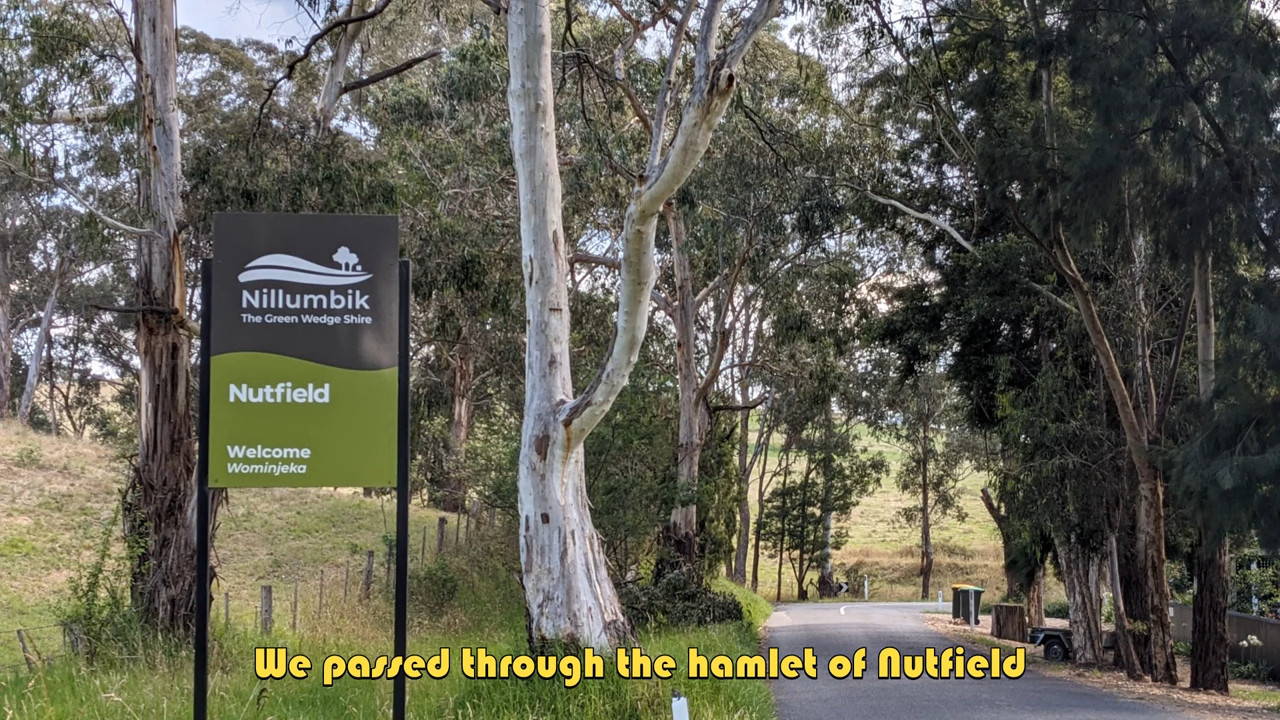 Nillumbik
The Green Wedge Shire
Nutfield
Welcome
Wominjeka
We passed through the hamlet of Nutfield